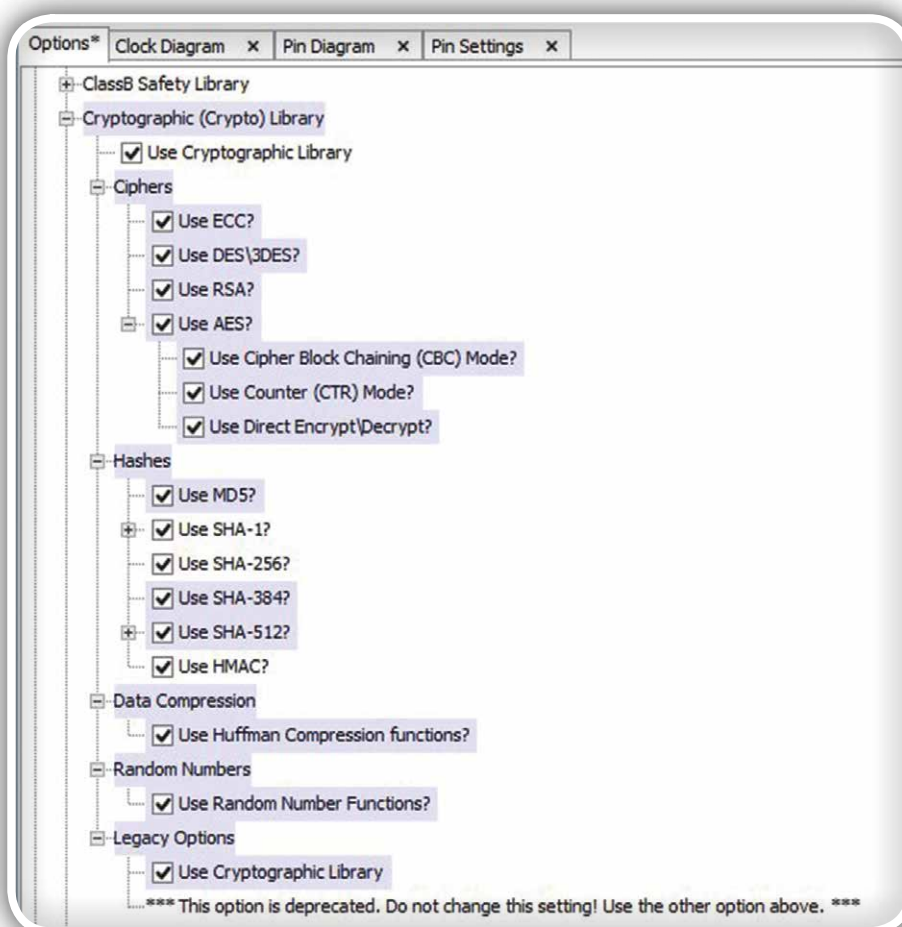 Options* Clock Diagram x Pin Diagram x Pin Settings x
ClassB Safety Library
Cryptographic (Crypto) Library
Use Cryptographic Library
Ciphers
Use ECC?
Use DES\3DES?
Use RSA?
Use AES?
Use Cipher Block Chaining (CBC) Mode?
Use Counter (CTR) Mode?
Use Direct Encrypt\Decrypt?
Hashes
Use MD5?
Use SHA-1?
Use SHA-256?
Use SHA-384?
Use SHA-512?
Use HMAC?
Data Compression
Use Huffman Compression functions?
Random Numbers
Use Random Number Functions?
Legacy Options
Use Cryptographic Library
*** This option is deprecated. Do not change this setting! Use the other option above. ***